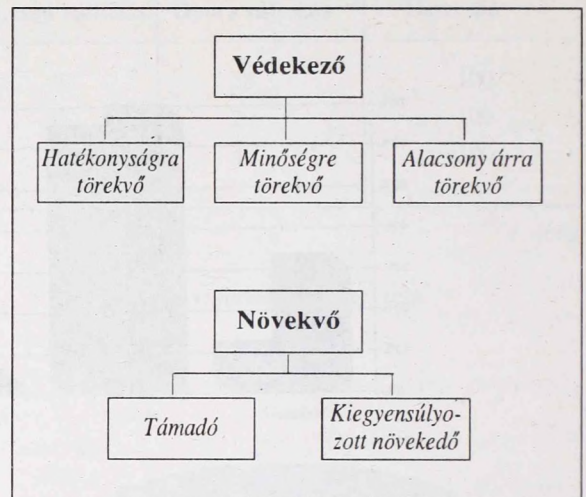 Védekező
Hatékonyságra
törekvő
Minőségre
törekvő
Alacsony árra
törekvő
Növekvő
Támadó
Kiegyensúlyo-
zott növekedő